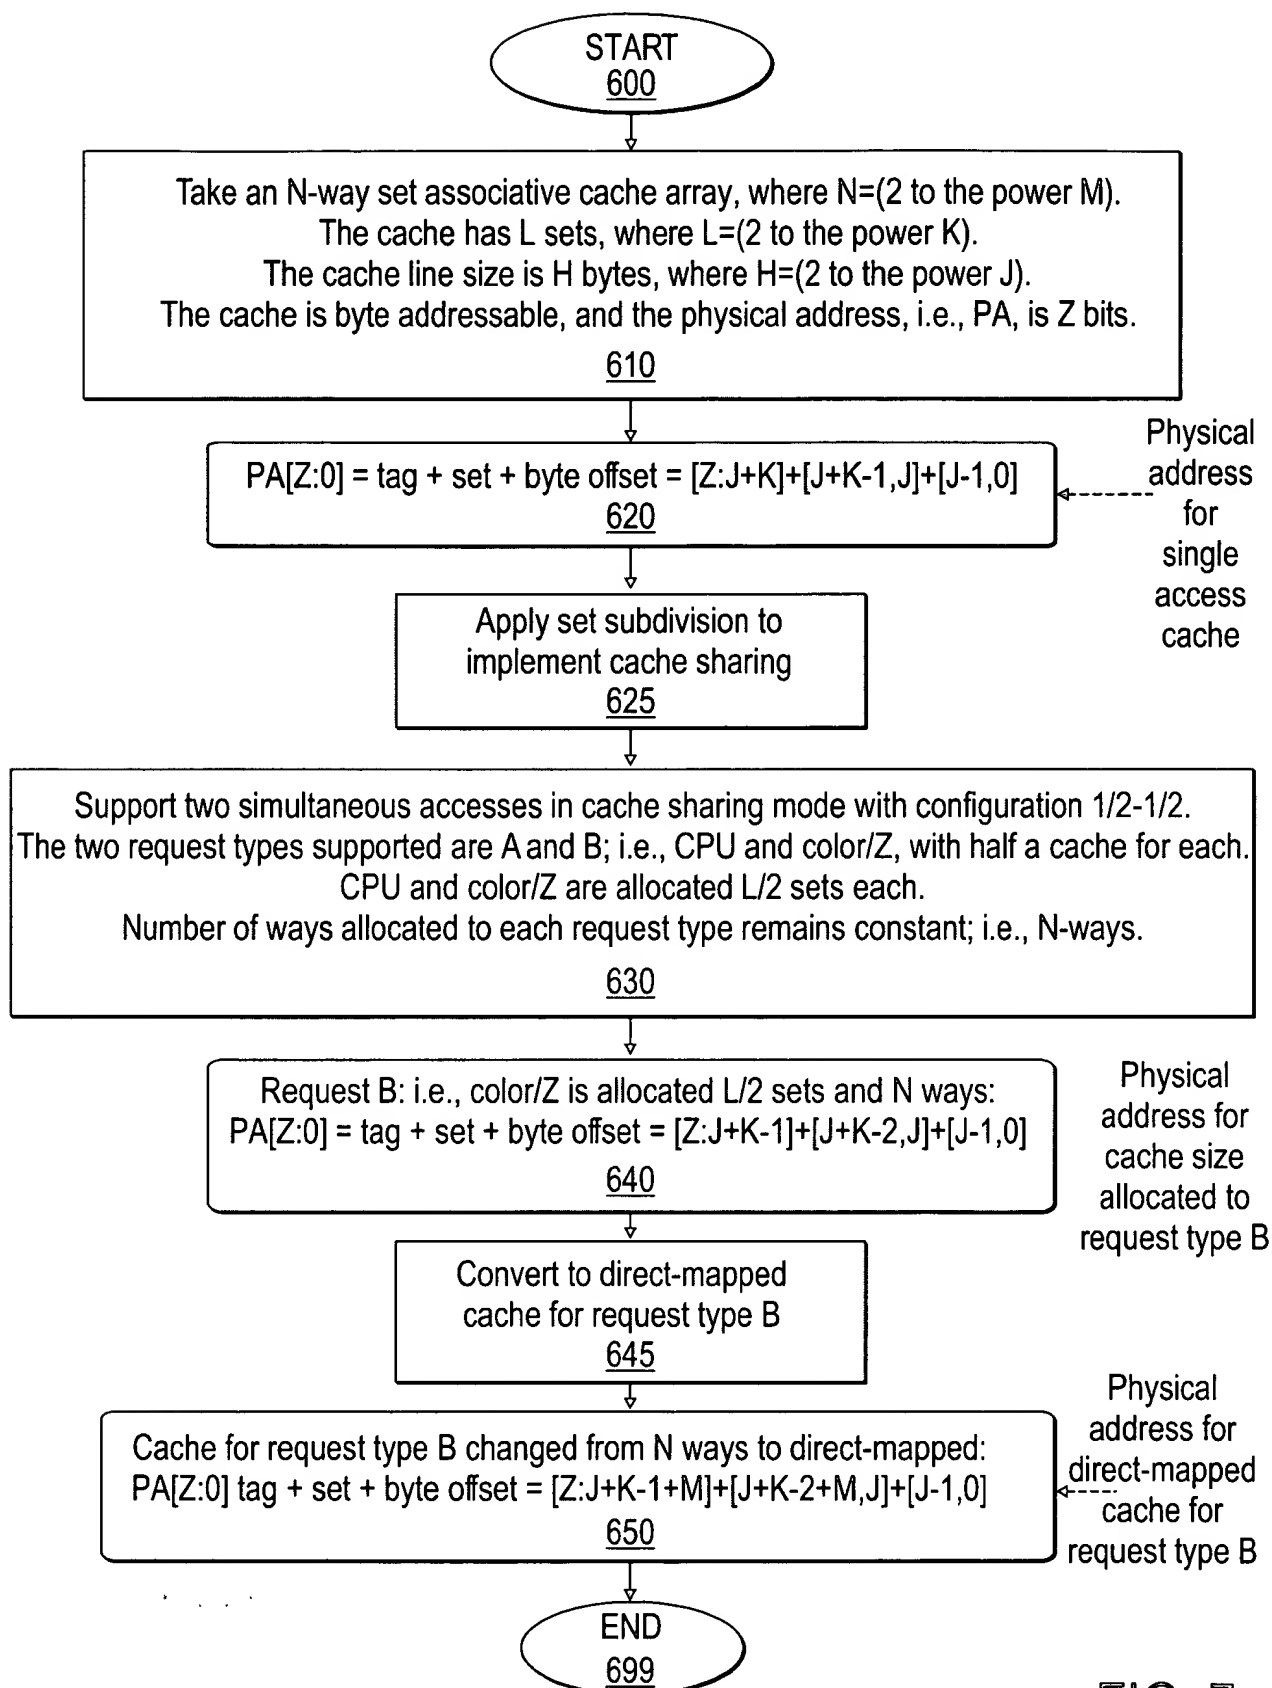 START
600
Take an N-way set associative cache array, where N=(2 to the power M).
The cache has L sets, where L=(2 to the power K).
The cache line size is H bytes, where H=(2 to the power J).
The cache is byte addressable, and the physical address, i.e., PA, is Z bits.
610
PA[Z:0] = tag + set + byte offset = [Z:J+K]+[J+K-1,J]+[J-1,0]
620
Physical
address
for
single
access
cache
Apply set subdivision to
implement cache sharing
625
Support two simultaneous accesses in cache sharing mode with configuration 1/2-1/2.
The two request types supported are A and B; i.e., CPU and color/Z, with half a cache for each.
CPU and color/Z are allocated L/2 sets each.
Number of ways allocated to each request type remains constant; i.e., N-ways.
630
Request B: i.e., color/Z is allocated L/2 sets and N ways:
PA[Z:0] = tag + set + byte offset = [Z:J+K-1]+[J+K-2,J]+[J-1,0]
640
Physical
address for
cache size
allocated to
request type B
Convert to direct-mapped
cache for request type B
645
Cache for request type B changed from N ways to direct-mapped:
PA[Z:0] tag + set + byte offset = [Z:J+K-1+M]+[J+K-2+M,J]+[J-1,0]
650
Physical
address for
direct-mapped
cache for
request type B
END
699